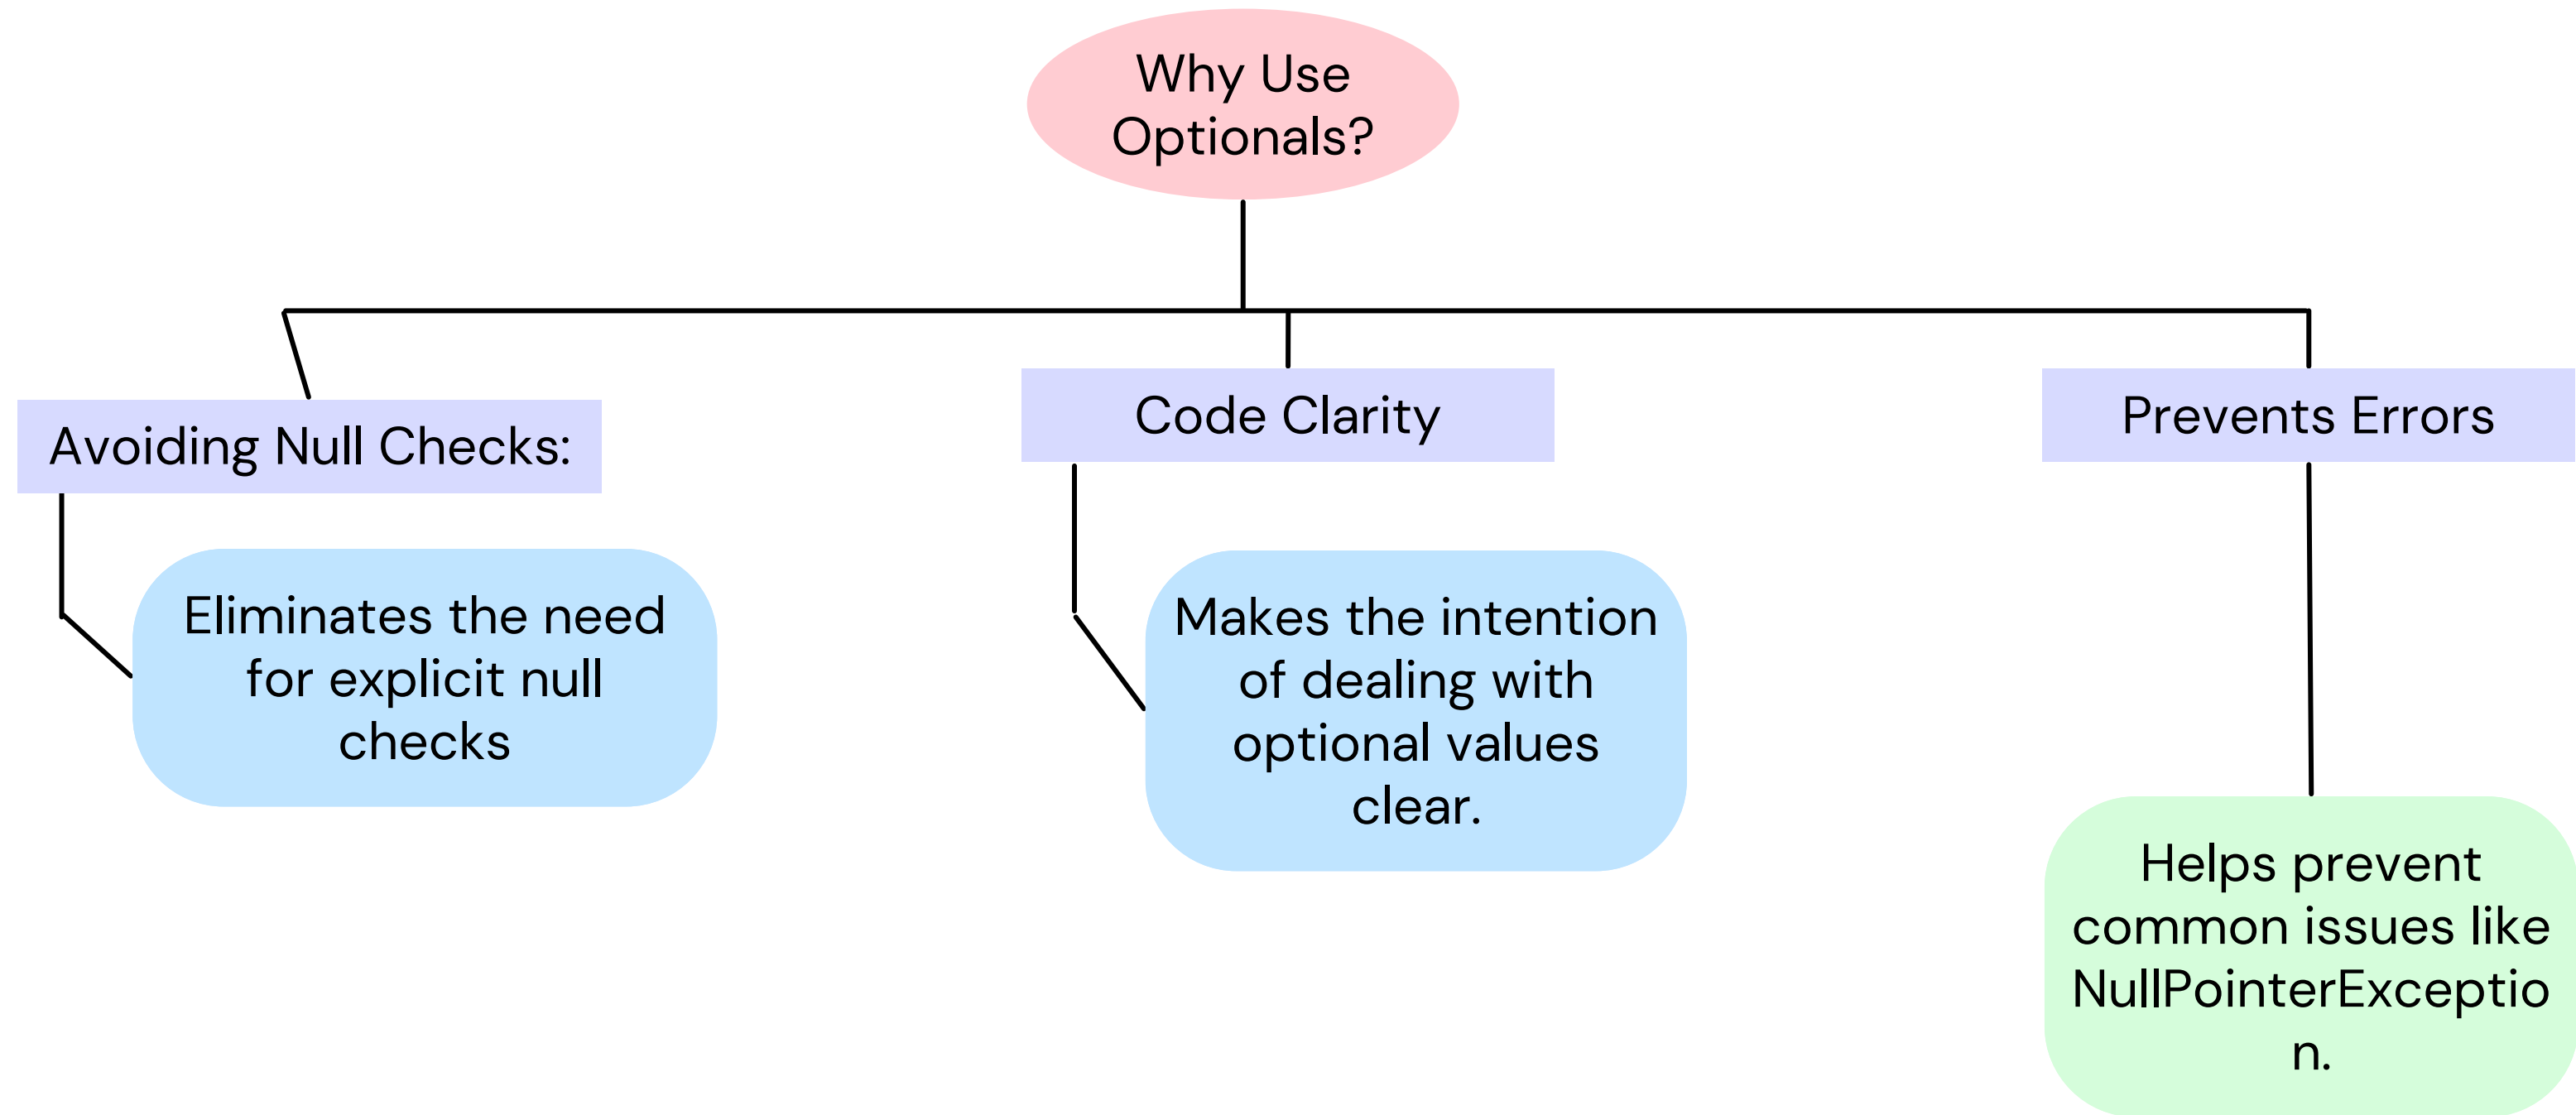 Why Use
Optionals?
Avoiding Null Checks:
Code Clarity
Prevents Errors
Eliminates the need
for explicit null
checks
Makes the intention
of dealing with
optional values
clear.
Helps prevent
common issues like
NullPointerExceptio
n.